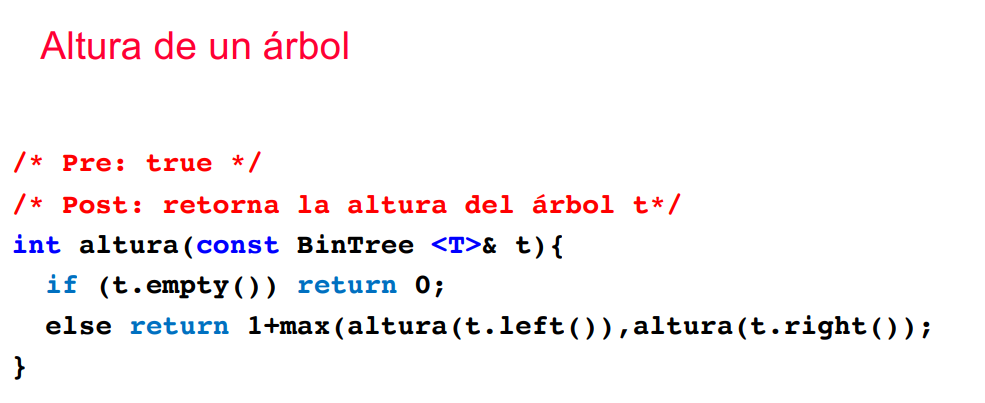 Altura de un árbol
/* Pre: true */
/* Post: retorna la altura del árbol t*/
int altura(const BinTree <T>& t){
if (t.empty()) return 0;
else return 1+max(altura(t.left()),altura(t.right());
}